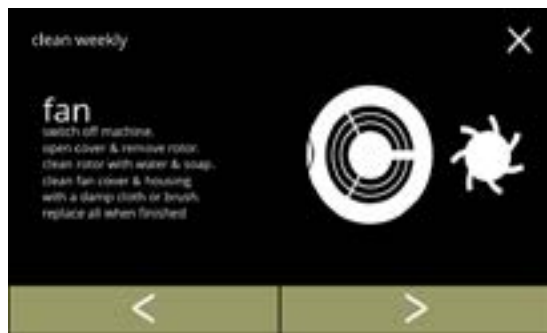 clean weekly
fan
switch off machine.
open cover & remove rotor.
clean rotor with water & soap.
clean fan cover & housing
with a damp cloth or brush.
replace all when finished